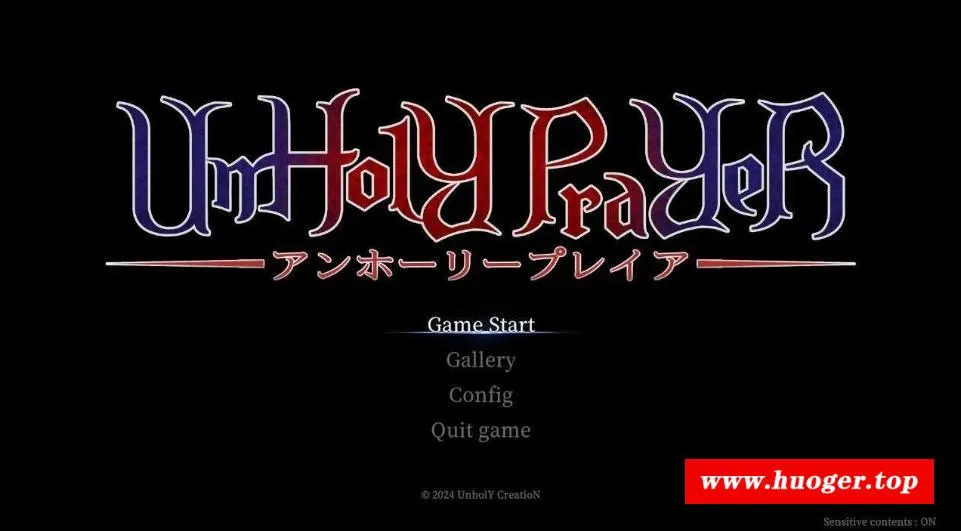 UnHolY PraYeR
アンホーリープレイア
Game Start
Gallery
Config
Quit game
www.huoger.top
© 2024 UnholY CreatioN
Sensitive contents : ON